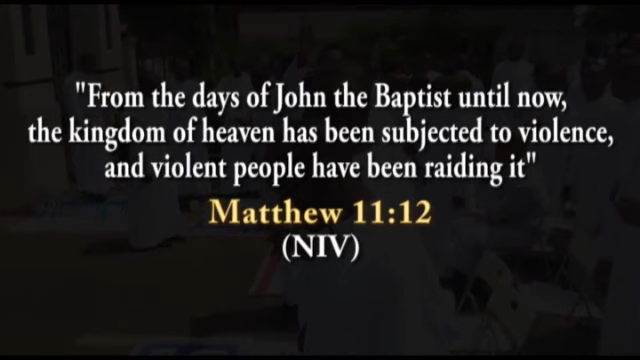 "From the days of John the Baptist until now,
the kingdom of heaven has been subjected to violence,
and violent people have been raiding it"
Matthew 11:12
(NIV)